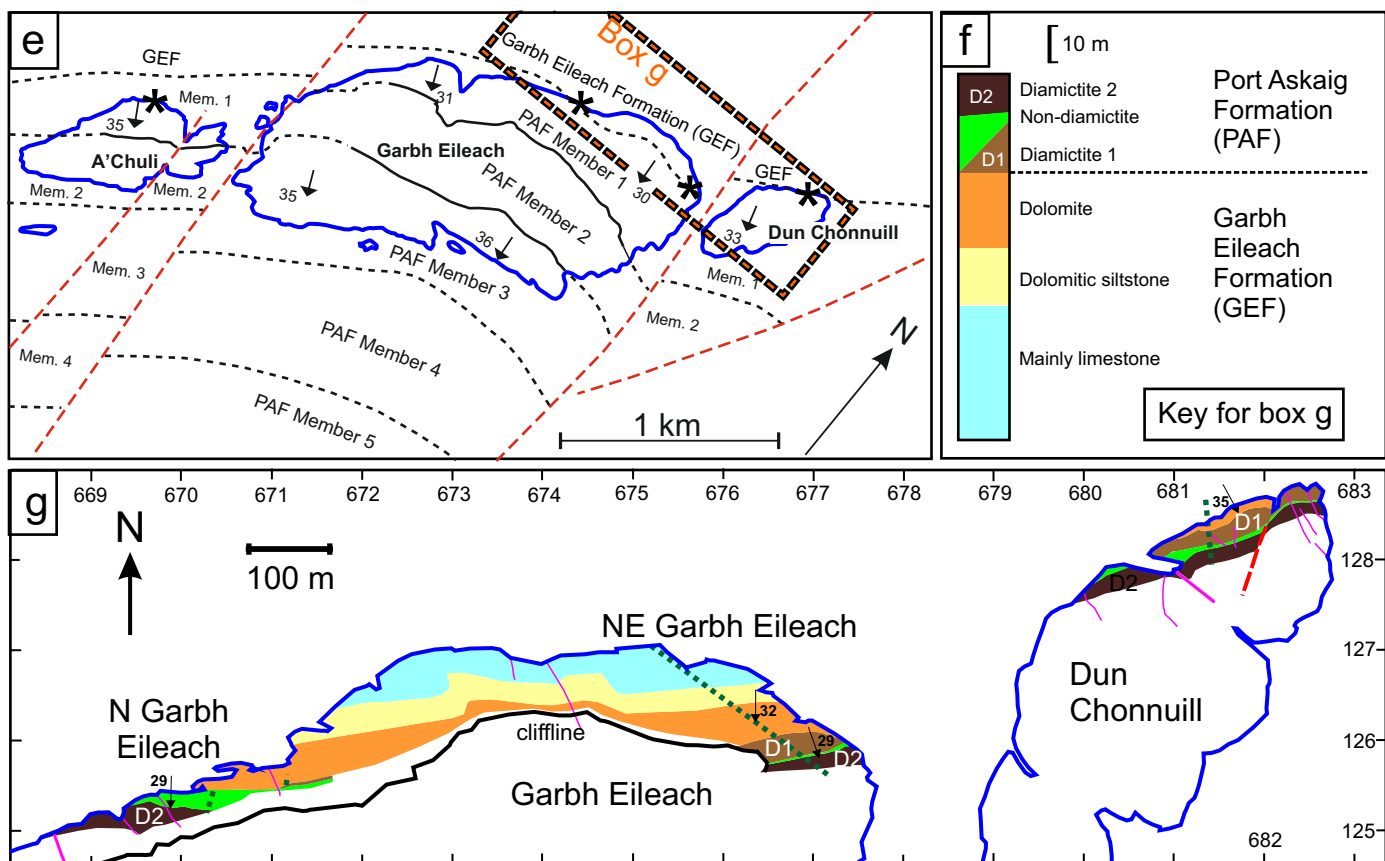 e
GEF
Mem. 1
35
A'Chuli
Mem. 2
Mem. 2
Mem. 3
Mem. 4
31
Garbh Eileach Formation (GEF)
Box g
PAF Member 1
Garbh Eileach
35
PAF Member 2
30
36
PAF Member 3
PAF Member 4
PAF Member 5
GEF
Dun Chonnuill
33
Mem. 1
Mem. 2
N
1 km
f
10 m
D2
Diamictite 2
Non-diamictite
D1
Diamictite 1
Port Askaig
Formation
(PAF)
Dolomite
Dolomitic siltstone
Mainly limestone
Garbh
Eileach
Formation
(GEF)
Key for box g
g
669 670 671 672 673 674 675 676 677 678 679 680 681 683
N
100 m
N Garbh
Eileach
29
D2
NE Garbh Eileach
cliffline
32
D1
29
D2
Garbh Eileach
35
D1
D2
Dun
Chonnuill
128
127
126
125
682